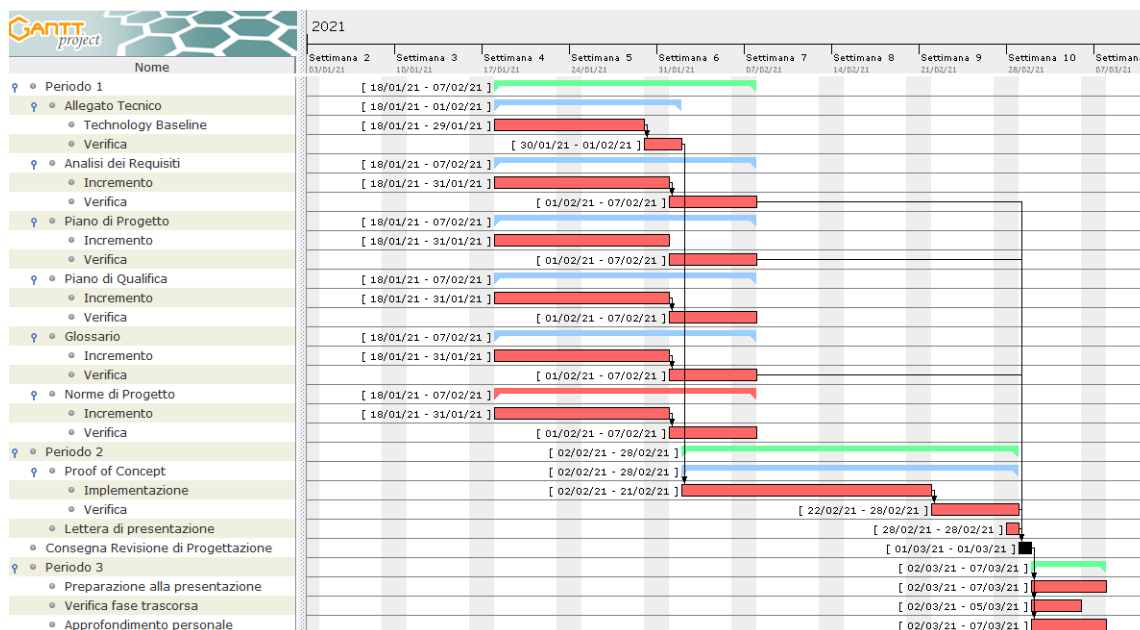 GANTT project
2021
Settimana 2 Settimana 3 Settimana 4 Settimana 5 Settimana 6 Settimana 7 Settimana 8 Settimana 9 Settimana 10 Settiman
03/01/21 10/01/21 17/01/21 24/01/21 31/01/21 07/02/21 14/02/21 21/02/21 28/02/21 07/03/21
Nome
Periodo 1 [ 18/01/21 - 07/02/21 ]
Allegato Tecnico [ 18/01/21 - 01/02/21 ]
Technology Baseline [ 18/01/21 - 29/01/21 ]
Verifica [ 30/01/21 - 01/02/21 ]
Analisi dei Requisiti [ 18/01/21 - 07/02/21 ]
Incremento [ 18/01/21 - 31/01/21 ]
Verifica [ 01/02/21 - 07/02/21 ]
Piano di Progetto [ 18/01/21 - 07/02/21 ]
Incremento [ 18/01/21 - 31/01/21 ]
Verifica [ 01/02/21 - 07/02/21 ]
Piano di Qualifica [ 18/01/21 - 07/02/21 ]
Incremento [ 18/01/21 - 31/01/21 ]
Verifica [ 01/02/21 - 07/02/21 ]
Glossario [ 18/01/21 - 07/02/21 ]
Incremento [ 18/01/21 - 31/01/21 ]
Verifica [ 01/02/21 - 07/02/21 ]
Norme di Progetto [ 18/01/21 - 07/02/21 ]
Incremento [ 18/01/21 - 31/01/21 ]
Verifica [ 01/02/21 - 07/02/21 ]
Periodo 2 [ 02/02/21 - 28/02/21 ]
Proof of Concept [ 02/02/21 - 28/02/21 ]
Implementazione [ 02/02/21 - 21/02/21 ]
Verifica [ 22/02/21 - 28/02/21 ]
Lettera di presentazione [ 28/02/21 - 28/02/21 ]
Consegna Revisione di Progettazione [ 01/03/21 - 01/03/21 ]
Periodo 3 [ 02/03/21 - 07/03/21 ]
Preparazione alla presentazione [ 02/03/21 - 07/03/21 ]
Verifica fase trascorsa [ 02/03/21 - 05/03/21 ]
Approfondimento personale [ 02/03/21 - 07/03/21 ]